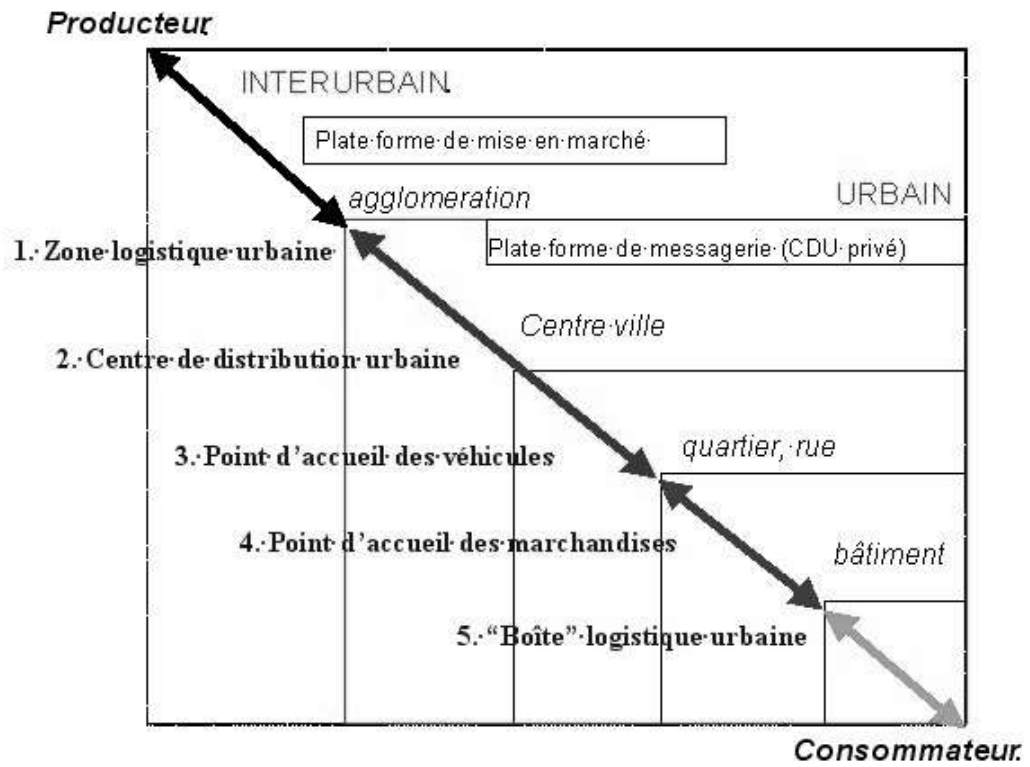 Producteur
INTERURBAIN.
Plate·forme·de·mise·en·marché·
agglomeration
URBAIN
1.·Zone·logistique·urbaine
Plate·forme·de·messagerie·(CDU·privé)
Centre·ville
2.·Centre·de·distribution·urbaine
quartier,·rue
3.·Point·d’accueil·des·véhicules
4.·Point·d’accueil·des·marchandises
bâtiment
5.·“Boîte”·logistique·urbaine
Consommateur.